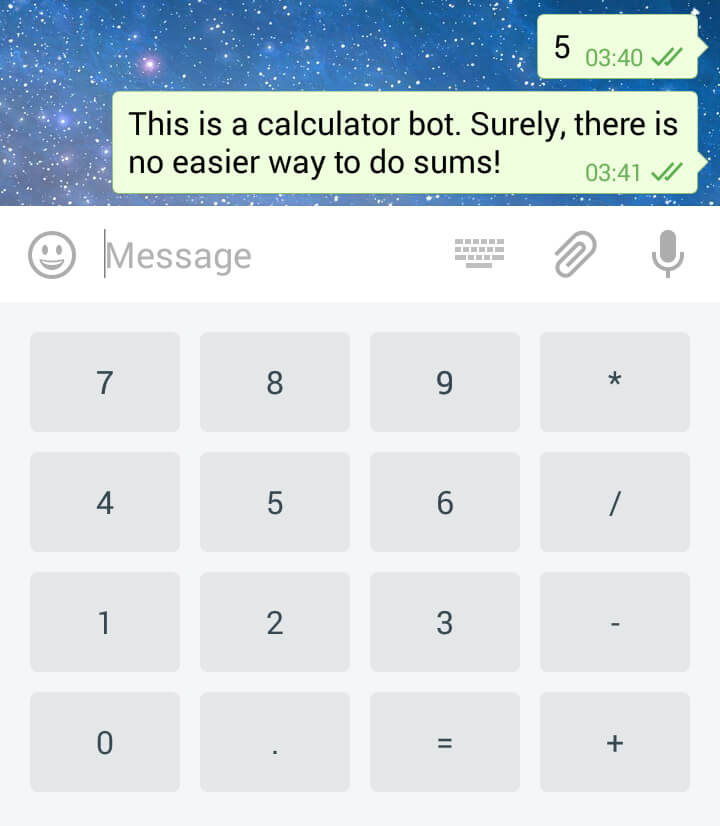 5 03:40
This is a calculator bot. Surely, there is
no easier way to do sums! 03:41
Message
7 8 9 *
4 5 6 /
1 2 3 -
0 . = +